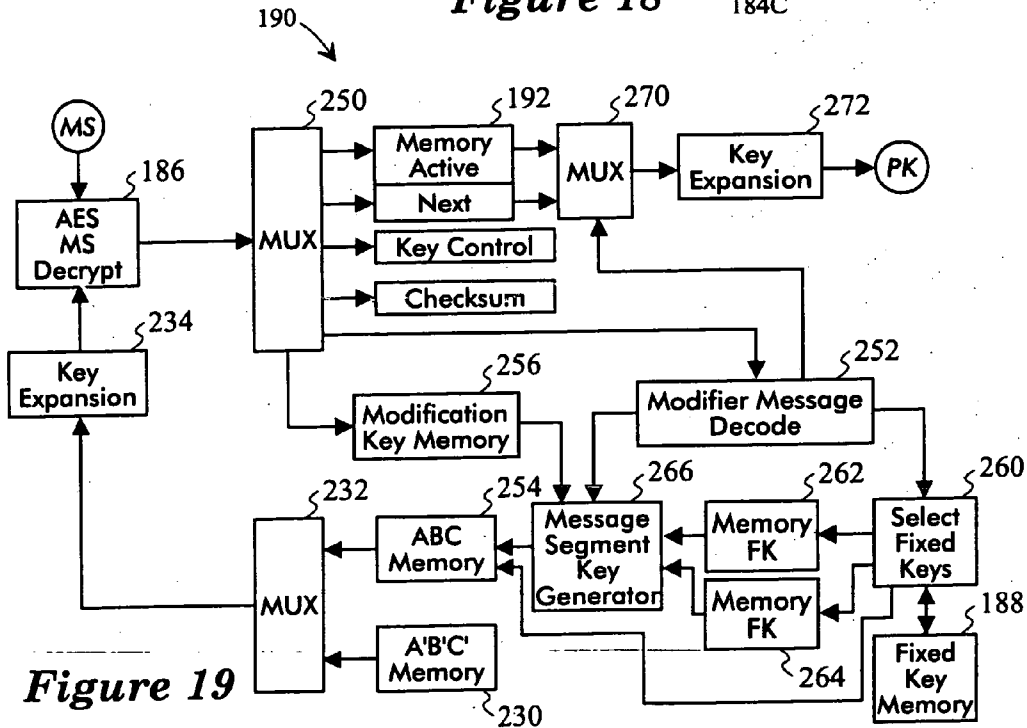 Figure 18
184C
190
250
192
270
272
MS
186
Memory
Active
Next
MUX
Key
Expansion
PK
AES
MS
Decrypt
MUX
Key Control
Checksum
234
Key
Expansion
256
252
Modification
Key Memory
Modifier Message
Decode
232
254
266
262
260
ABC
Memory
Message
Segment
Key
Generator
Memory
FK
Select
Fixed
Keys
MUX
Memory
FK
188
A'B'C'
Memory
264
Fixed
Key
Memory
230
Figure 19